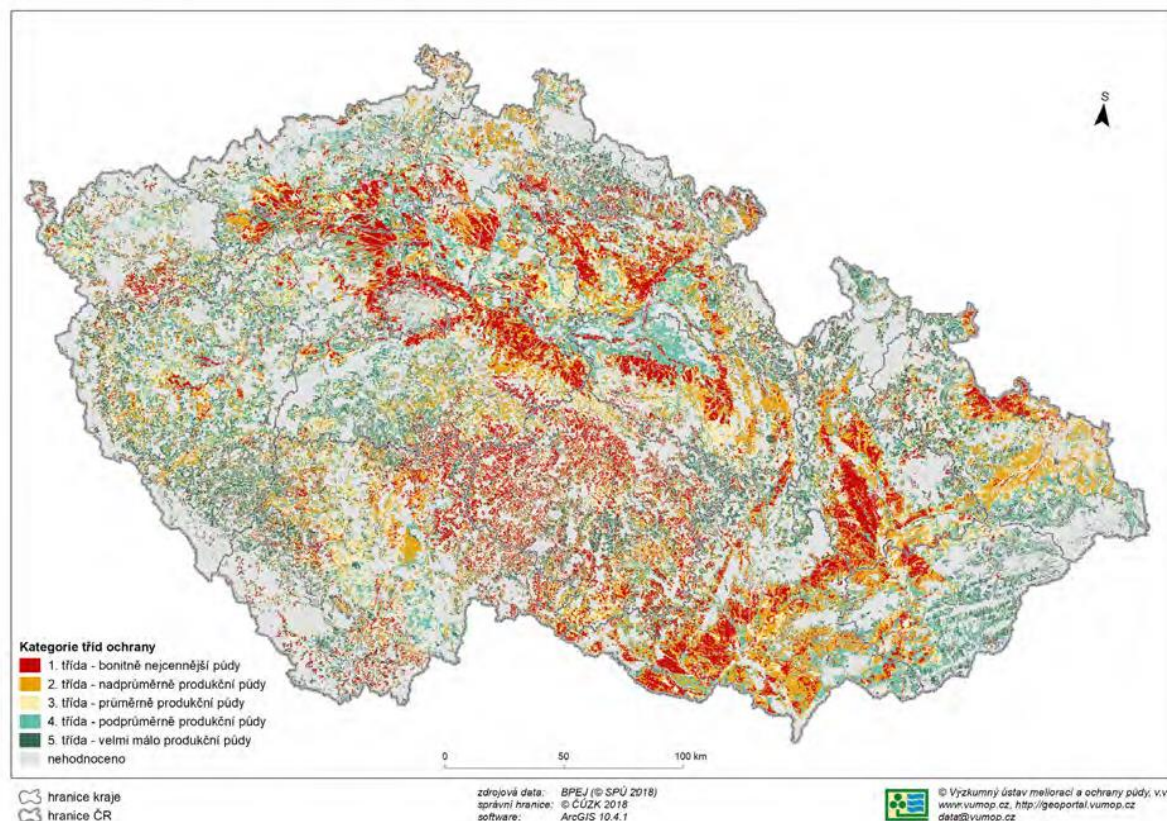 S
Kategorie tříd ochrany
1. třída - bonitně nejcennější půdy
2. třída - nadprůměrně produkční půdy
3. třída - průměrně produkční půdy
4. třída - podprůměrně produkční půdy
5. třída - velmi málo produkční půdy
nehodnoceno
0 50 100 km
hranice kraje
hranice ČR
zdrojová data: BPEJ (© SPÚ 2018)
správní hranice: © ČÚZK 2018
software: ArcGIS 10.4.1
© Výzkumný ústav meliorací a ochrany půdy, v.v
www.vumop.cz, http://geoportal.vumop.cz
data@vumop.cz